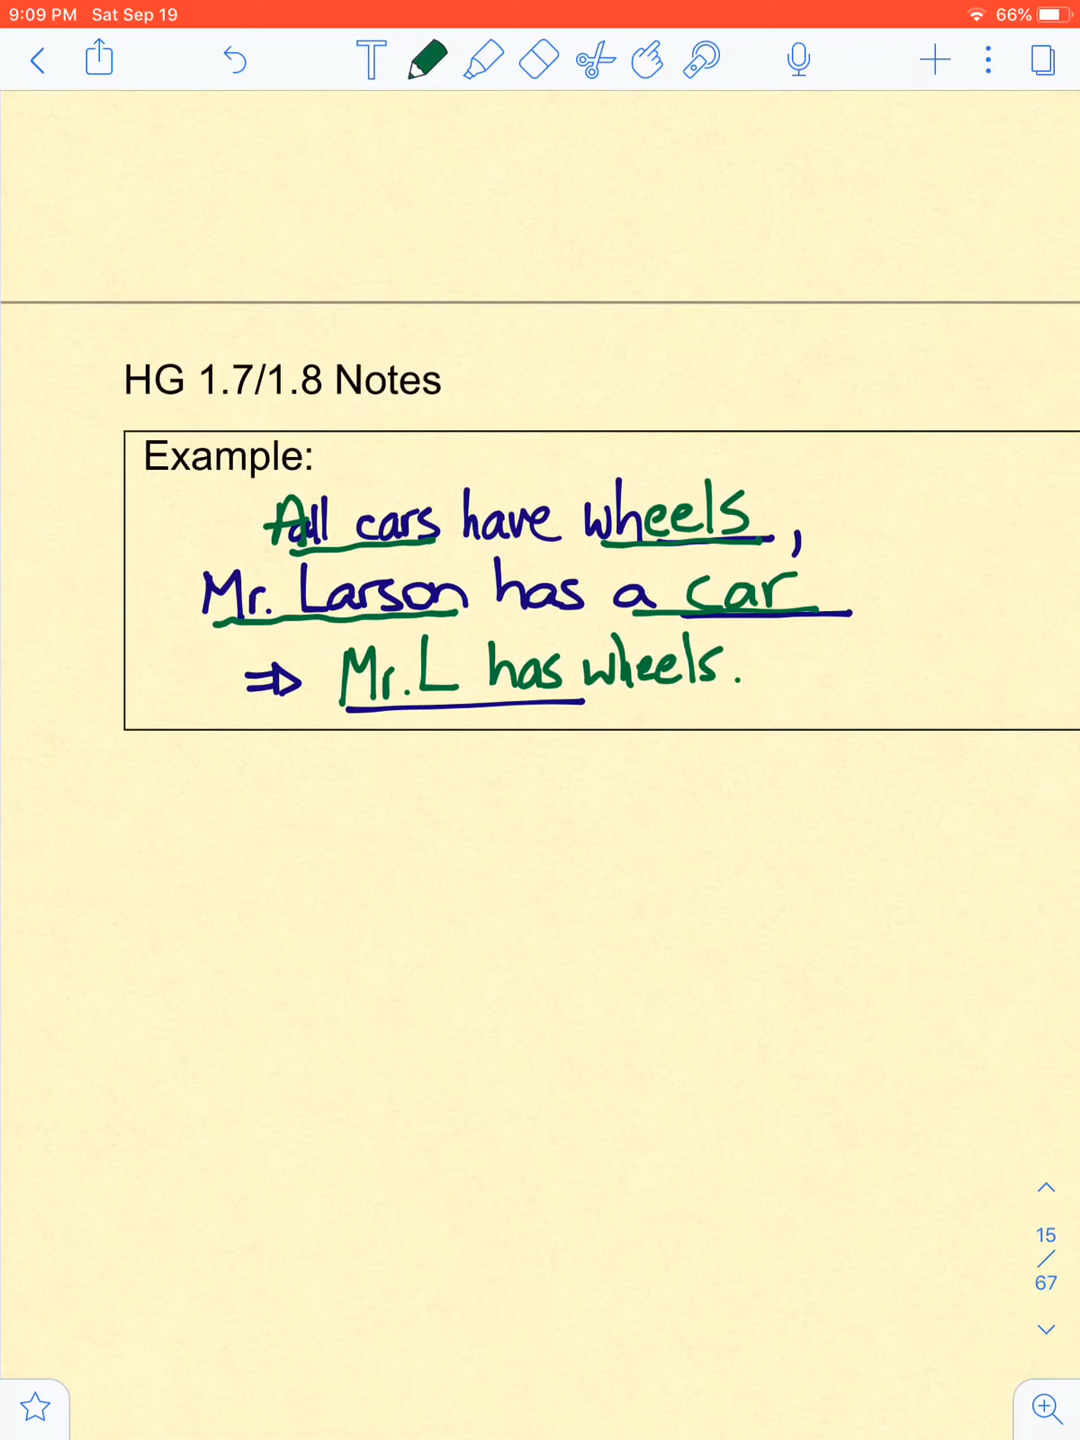 9:09 PM Sat Sep 19 66%
T
HG 1.7/1.8 Notes
Example:
All cars have wheels,
Mr. Larson has a car
⇒ Mr. L has wheels.
15
/
67